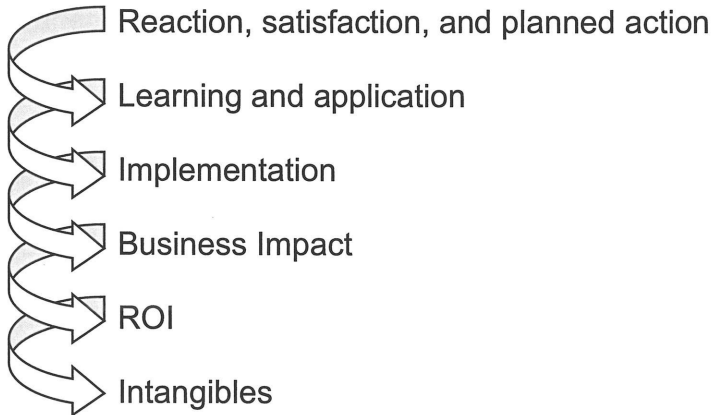 Reaction, satisfaction, and planned action
Learning and application
Implementation
Business Impact
ROI
Intangibles